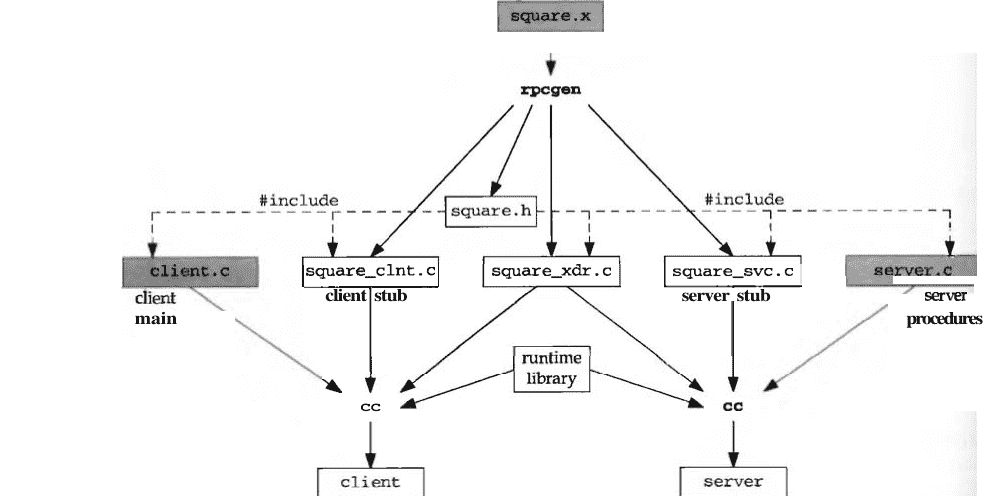 square.x
rpcgen
#include
#include
square.h
client.c
square_clnt.c
square_xdr.c
square_svc.c
server.c
client
main
client stub
server stub
server
procedures
runtime
library
cc
cc
client
server